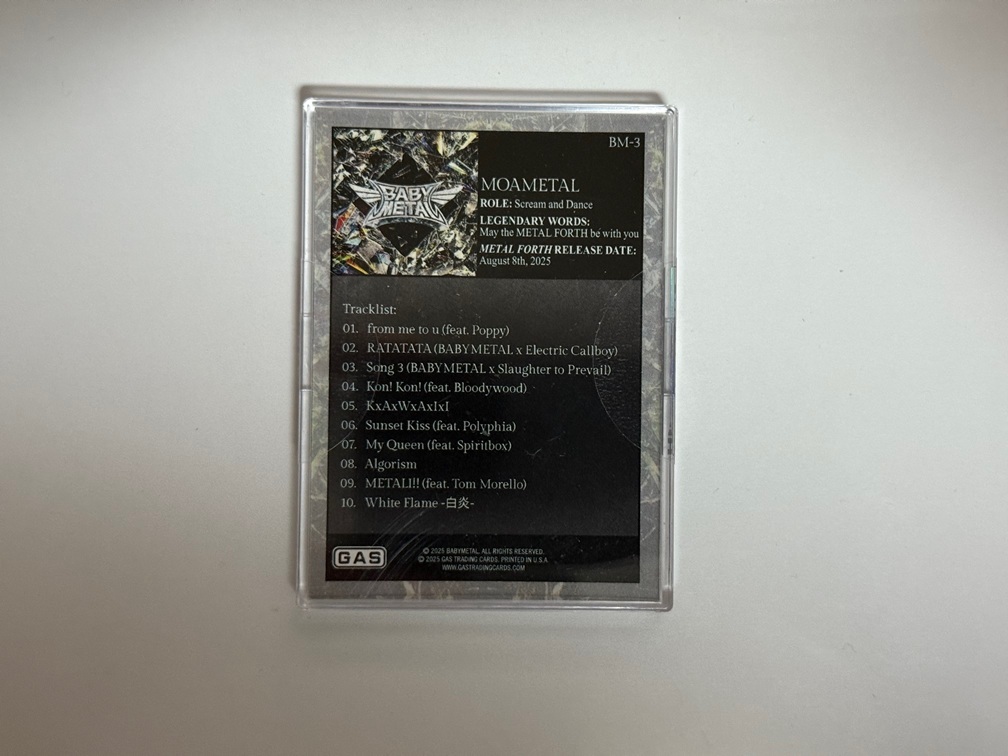 BM-3
BABY
METAL
MOAMETAL
ROLE: Scream and Dance
LEGENDARY WORDS:
May the METAL FORTH be with you
METAL FORTH RELEASE DATE:
August 8th, 2025
Tracklist:
01. from me to u (feat. Poppy)
02. RATATATA (BABYMETAL x Electric Callboy)
03. Song 3 (BABYMETAL x Slaughter to Prevail)
04. Kon! Kon! (feat. Bloodywood)
05. KxAxWxAxIxI
06. Sunset Kiss (feat. Polyphia)
07. My Queen (feat. Spiritbox)
08. Algorism
09. METALI!! (feat. Tom Morello)
10. White Flame -白炎-
GAS
© 2025 BABYMETAL. ALL RIGHTS RESERVED.
© 2025 GAS TRADING CARDS. PRINTED IN U.S.A.
WWW.GASTRADINGCARDS.COM